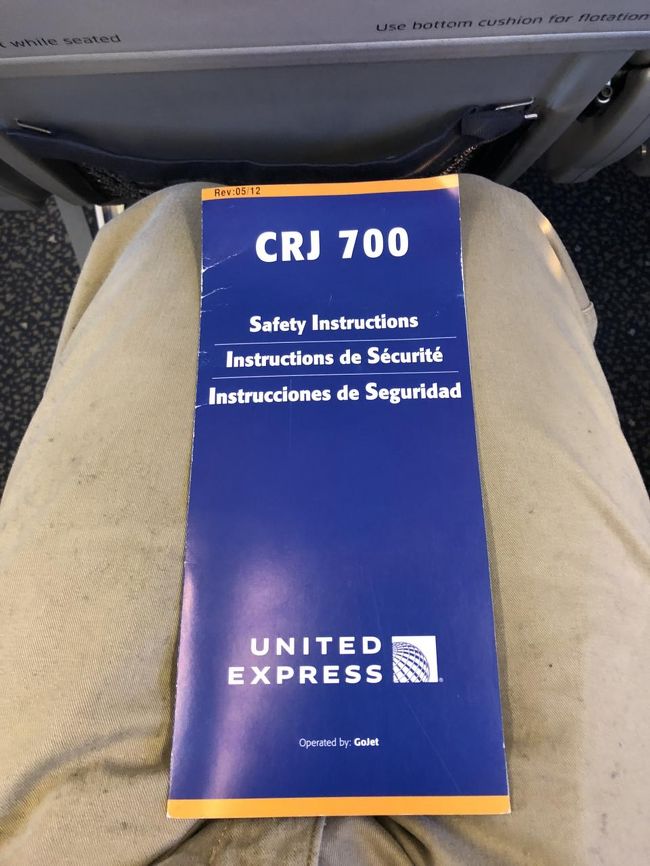 while seated
Use bottom cushion for flotation
Rev:05/12
CRJ 700
Safety Instructions
Instructions de Sécurité
Instrucciones de Seguridad
UNITED
EXPRESS
Operated by: GoJet